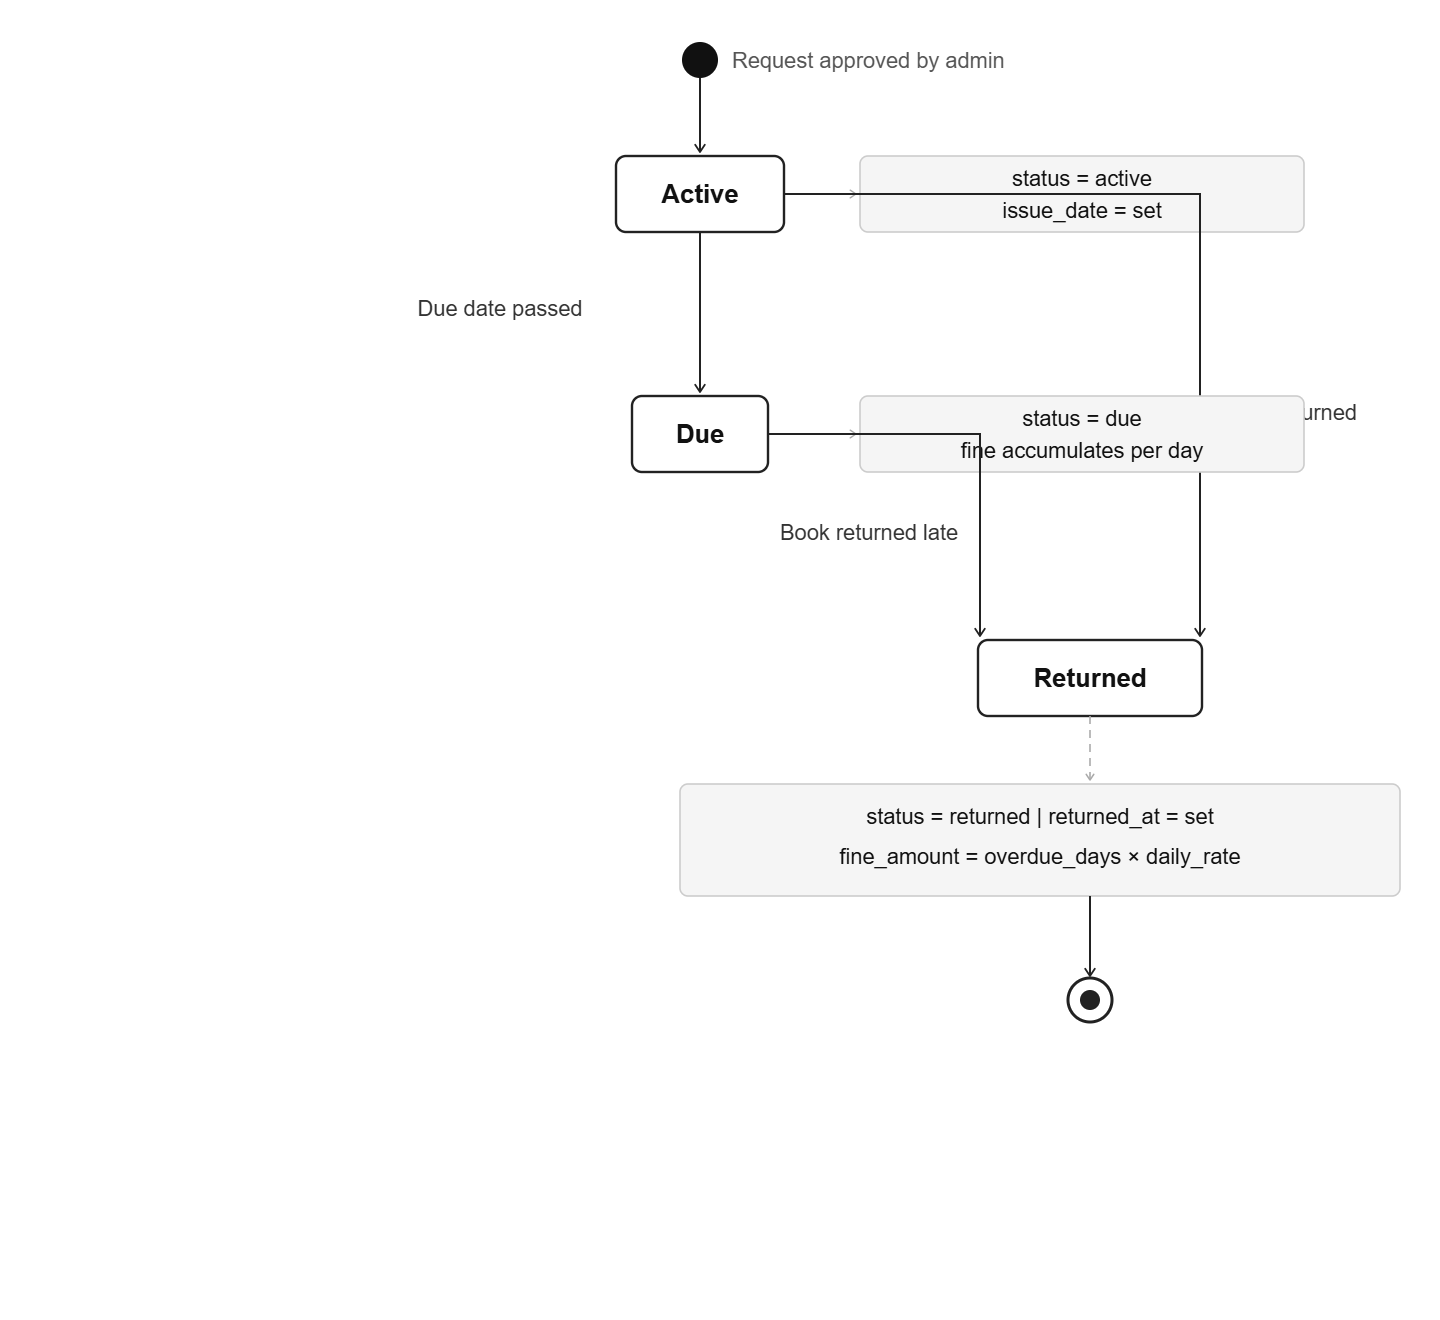 Request approved by admin
Active
status = active
issue_date = set
Due date passed
Due
status = due
fine accumulates per day
Book returned late
Returned
status = returned | returned_at = set
fine_amount = overdue_days × daily_rate